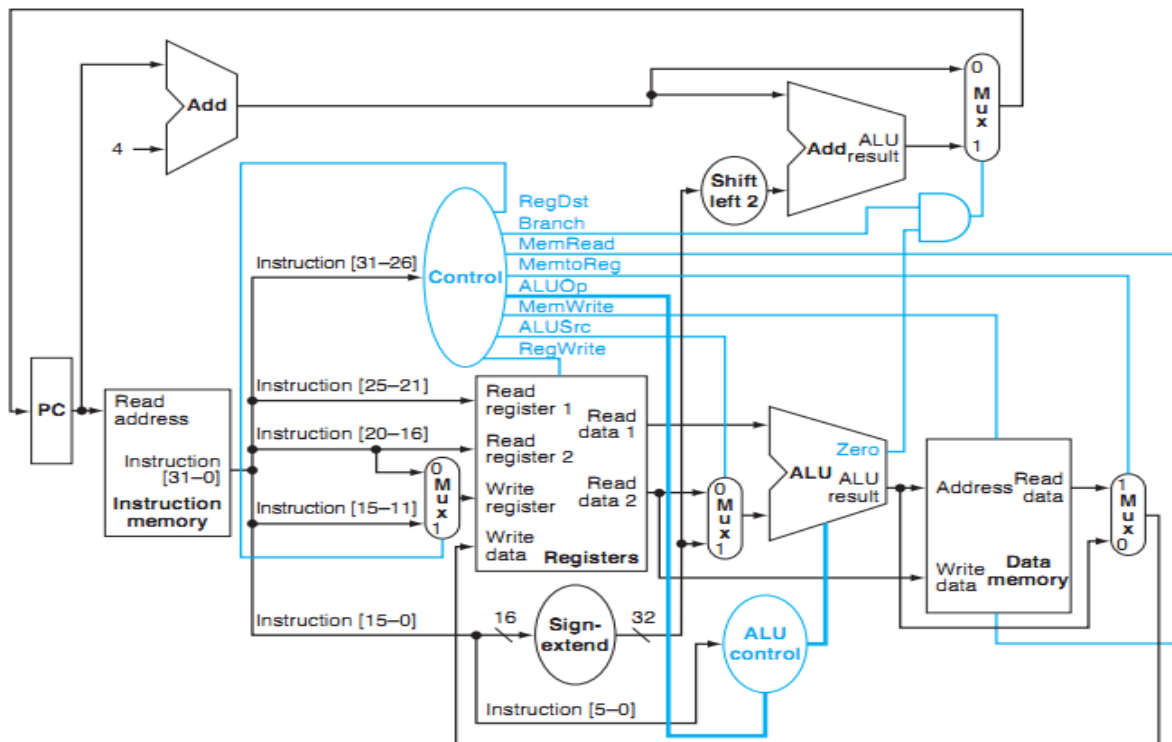 0
Mux
1
Add
ALU
result
Add
4
Shift
left 2
RegDst
Branch
MemRead
MemtoReg
ALUOp
MemWrite
ALUSrc
RegWrite
Control
Instruction [31–26]
PC
Read
address
Instruction
[31–0]
Instruction
memory
Instruction [25–21]
Instruction [20–16]
Instruction [15–11]
Instruction [15–0]
0
Mux
1
Read
register 1
Read
register 2
Write
register
Write
data
Read
data 1
Read
data 2
Registers
0
Mux
1
Zero
ALU
ALU
result
Address
Read
data
Write
data
Data
memory
1
Mux
0
16
Sign-
extend
32
ALU
control
Instruction [5–0]